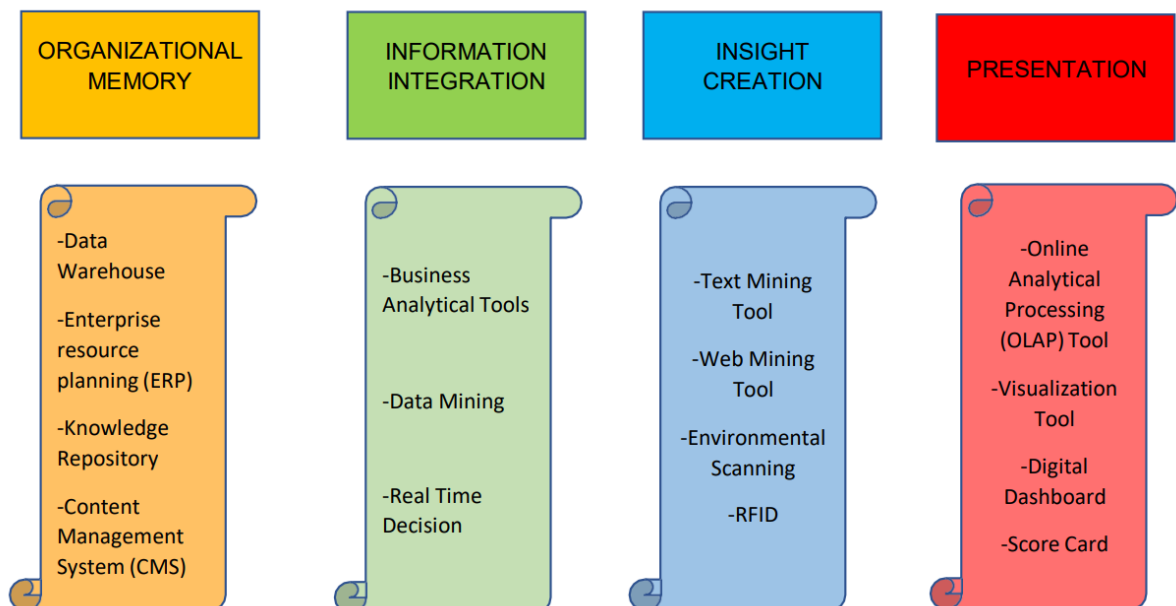 ORGANIZATIONAL
MEMORY
INFORMATION
INTEGRATION
INSIGHT
CREATION
PRESENTATION
-Data
Warehouse
-Enterprise
resource
planning (ERP)
-Knowledge
Repository
-Content
Management
System (CMS)
-Business
Analytical Tools
-Data Mining
-Real Time
Decision
-Text Mining
Tool
-Web Mining
Tool
-Environmental
Scanning
-RFID
-Online
Analytical
Processing
(OLAP) Tool
-Visualization
Tool
-Digital
Dashboard
-Score Card